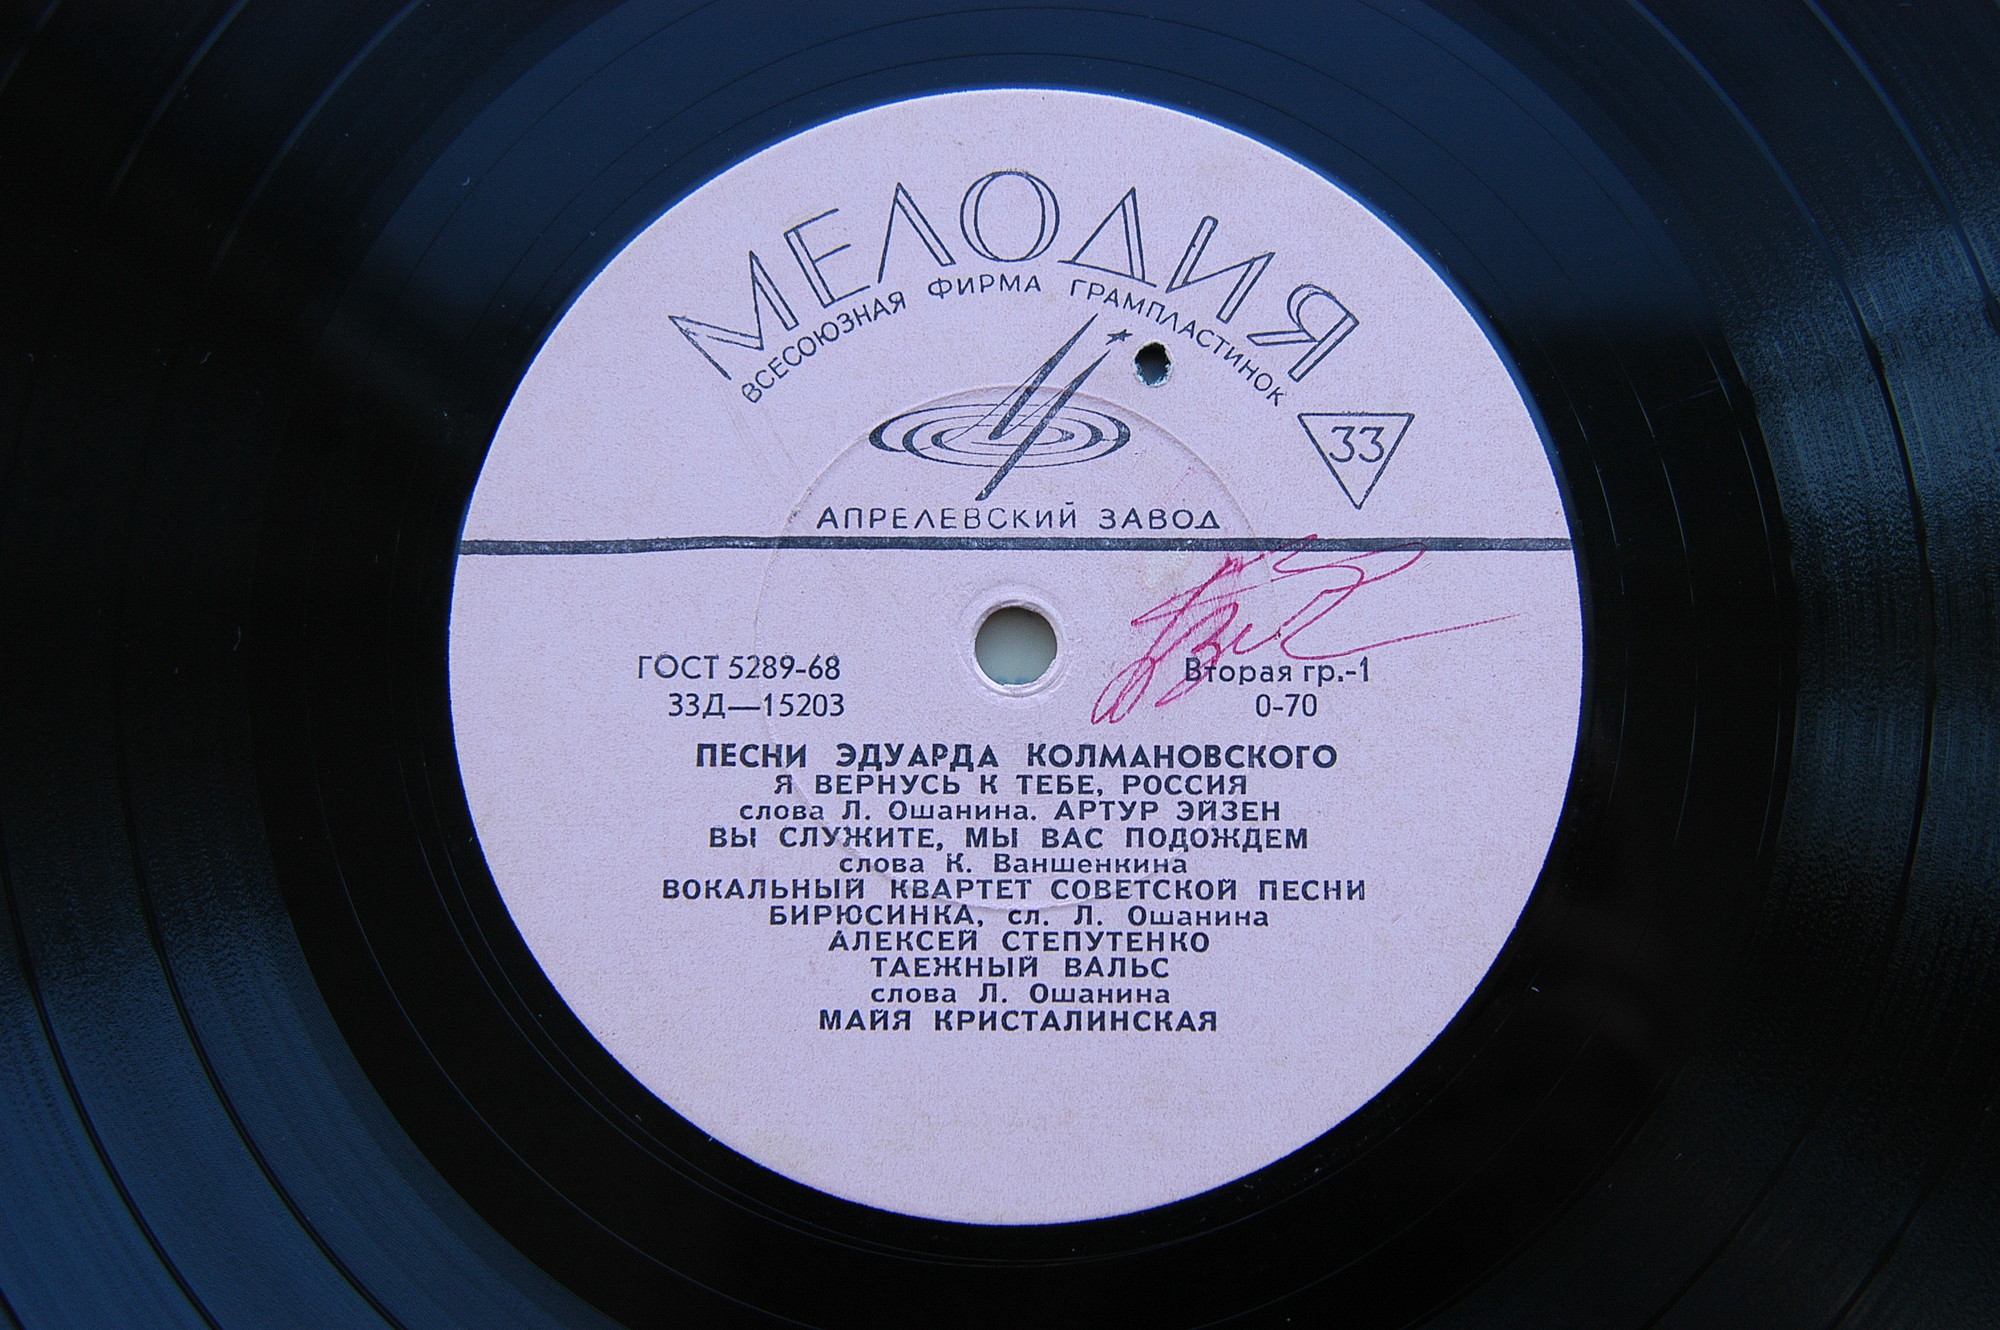 МЕЛОДИЯ
ВСЕСОЮЗНАЯ ФИРМА ГРАМПЛАСТИНОК
33
АПРЕЛЕВСКИЙ ЗАВОД
ГОСТ 5289-68 Вторая гр.-1
33Д—15203 0-70
ПЕСНИ ЭДУАРДА КОЛМАНОВСКОГО
Я ВЕРНУСЬ К ТЕБЕ, РОССИЯ
слова Л. Ошанина. АРТУР ЭЙЗЕН
ВЫ СЛУЖИТЕ, МЫ ВАС ПОДОЖДЕМ
слова К. Ваншенкина
ВОКАЛЬНЫЙ КВАРТЕТ СОВЕТСКОЙ ПЕСНИ
БИРЮСИНКА, сл. Л. Ошанина
АЛЕКСЕЙ СТЕПУТЕНКО
ТАЕЖНЫЙ ВАЛЬС
слова Л. Ошанина
МАЙЯ КРИСТАЛИНСКАЯ